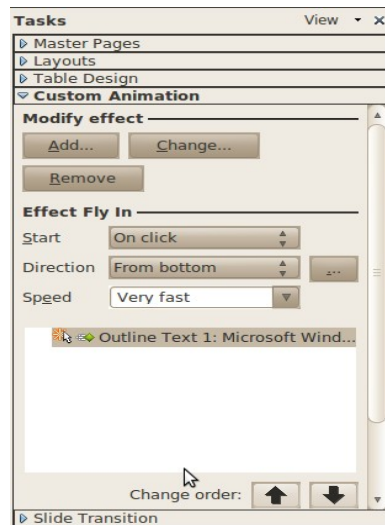 Tasks View
Master Pages
Layouts
Table Design
Custom Animation
Modify effect
Add... Change...
Remove
Effect Fly In
Start On click
Direction From bottom ...
Speed Very fast
Outline Text 1: Microsoft Wind...
Change order:
Slide Transition